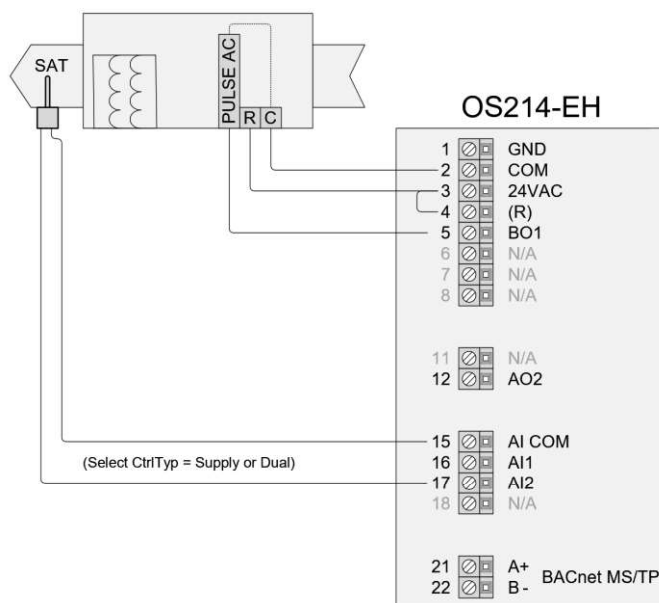 SAT
PULSE AC
R C
OS214-EH
1 GND
2 COM
3 24VAC
4 (R)
5 BO1
6 N/A
7 N/A
8 N/A
11 N/A
12 AO2
15 AI COM
(Select CtrlTyp = Supply or Dual)
16 AI1
17 AI2
18 N/A
21 A+
BACnet MS/TP
22 B -